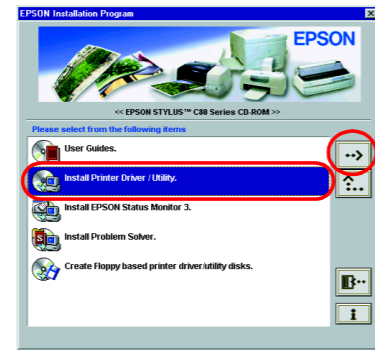 EPSON Installation Program
EPSON
<< EPSON STYLUS™ C80 Series CD-ROM >>
Please select from the following items
User Guides.
Install Printer Driver / Utility.
Install EPSON Status Monitor 3.
Install Problem Solver.
Create Floppy based printer driver/utility disks.